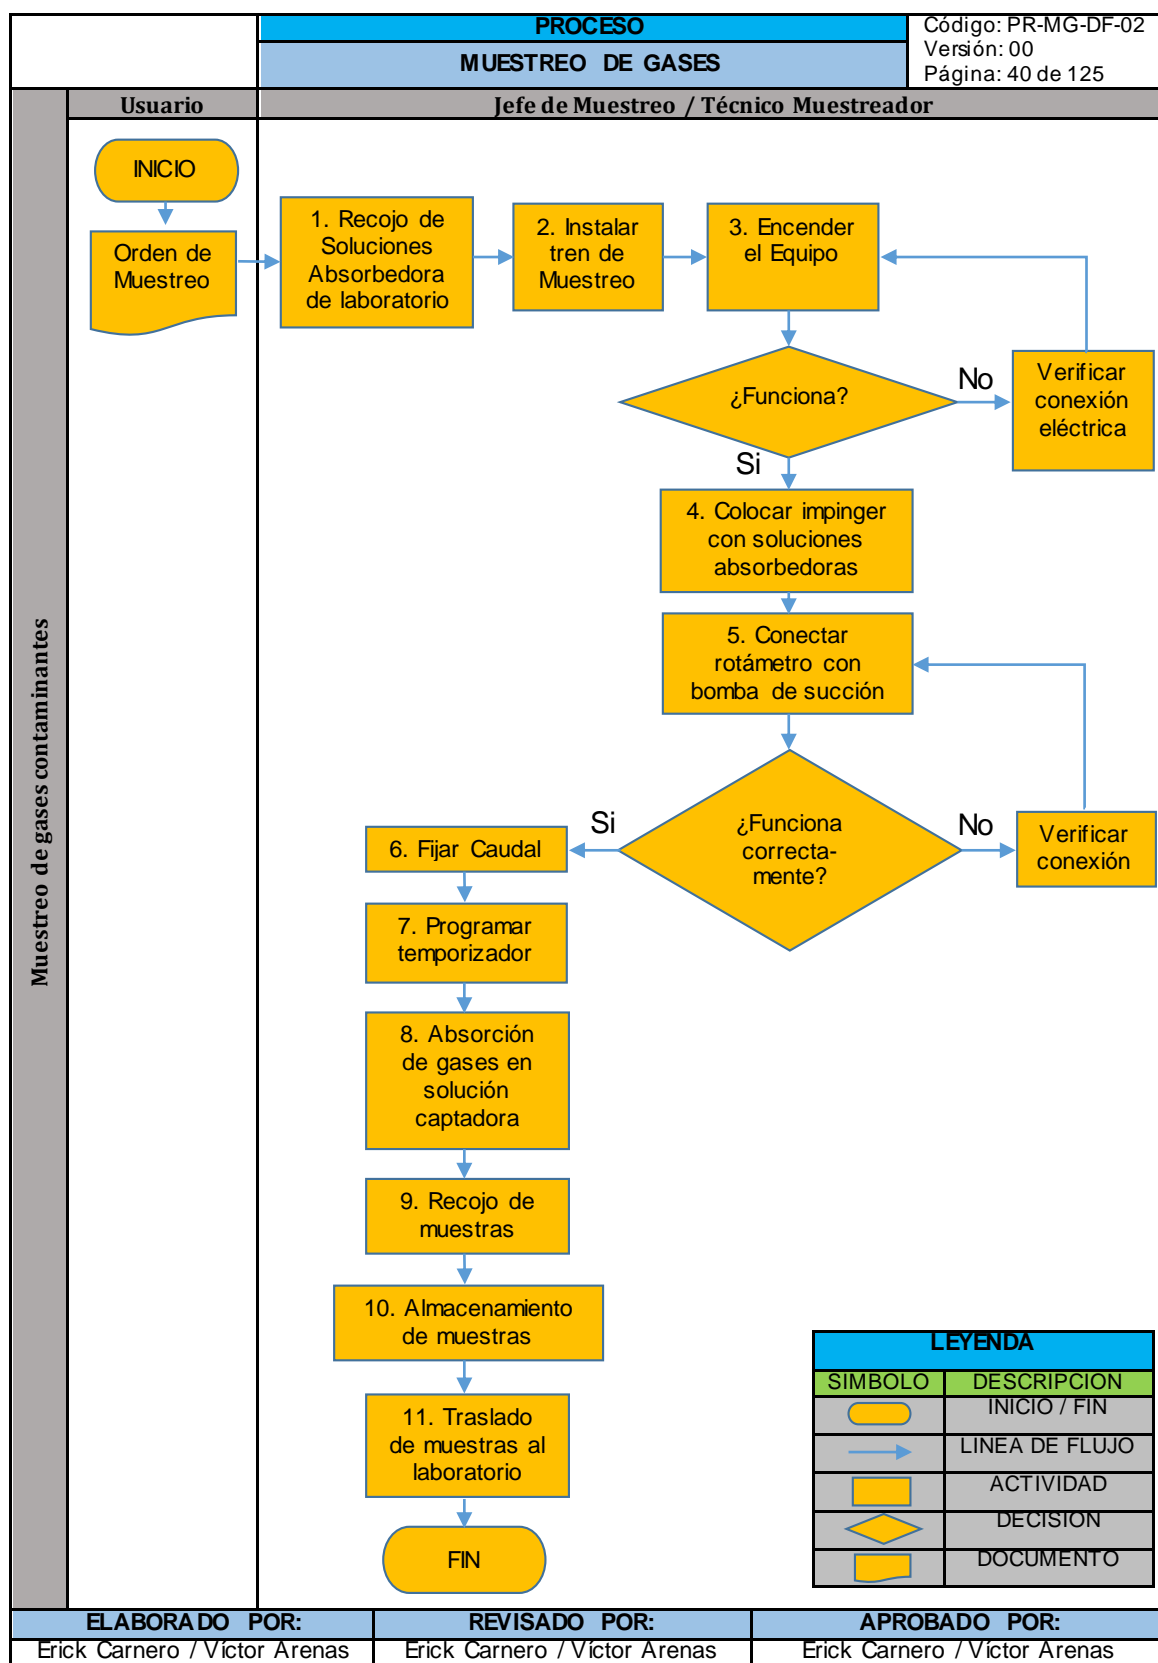 PROCESO
MUESTREO DE GASES
Código: PR-MG-DF-02
Versión: 00
Página: 40 de 125
Usuario
Jefe de Muestreo / Técnico Muestreador
Muestreo de gases contaminantes
INICIO
Orden de
Muestreo
1. Recojo de
Soluciones
Absorbedora
de laboratorio
2. Instalar
tren de
Muestreo
3. Encender
el Equipo
¿Funciona?
No
Verificar
conexión
eléctrica
Si
4. Colocar impinger
con soluciones
absorbedoras
5. Conectar
rotámetro con
bomba de succión
¿Funciona
correcta-
mente?
No
Verificar
conexión
Si
6. Fijar Caudal
7. Programar
temporizador
8. Absorción
de gases en
solución
captadora
9. Recojo de
muestras
10. Almacenamiento
de muestras
11. Traslado
de muestras al
laboratorio
FIN
LEYENDA
SIMBOLO DESCRIPCION
INICIO / FIN
LINEA DE FLUJO
ACTIVIDAD
DECISION
DOCUMENTO
ELABORADO POR: REVISADO POR: APROBADO POR:
Erick Carnero / Víctor Arenas Erick Carnero / Víctor Arenas Erick Carnero / Víctor Arenas